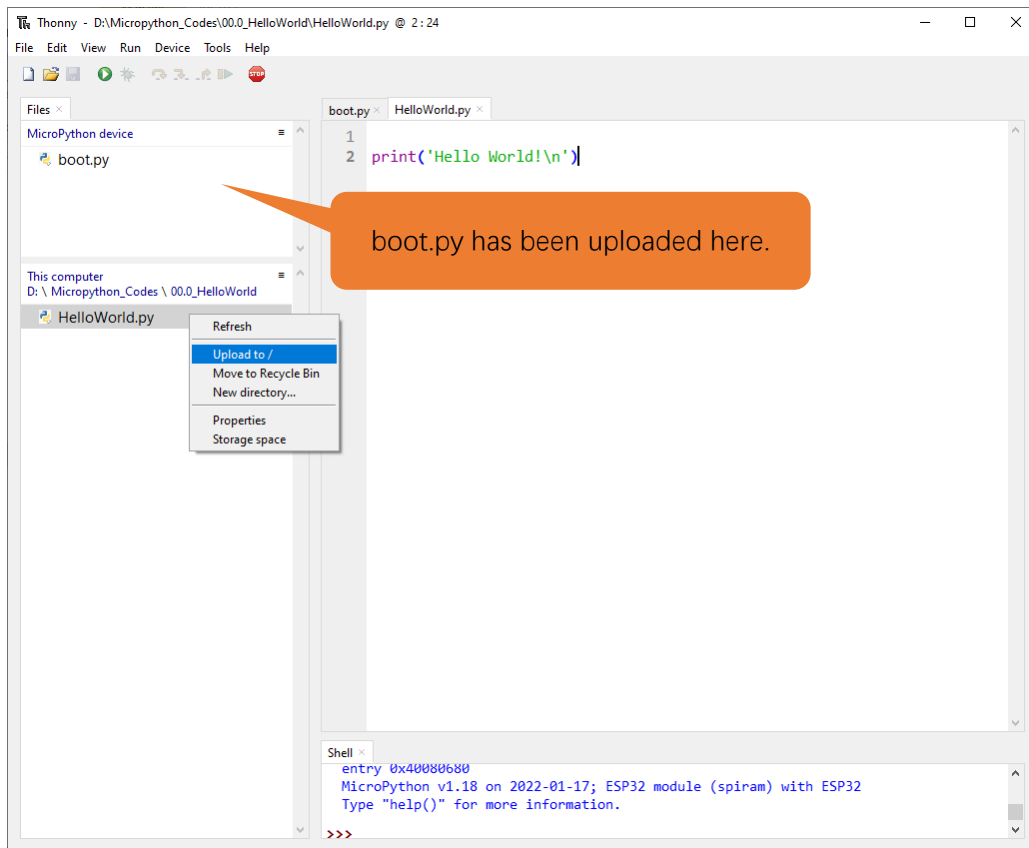 Thonny - D:\Micropython_Codes\00.0_HelloWorld\HelloWorld.py @ 2:24
File Edit View Run Device Tools Help
STOP
Files
MicroPython device
boot.py
This computer
D: \ Micropython_Codes \ 00.0_HelloWorld
HelloWorld.py
Refresh
Upload to /
Move to Recycle Bin
New directory...
Properties
Storage space
boot.py HelloWorld.py
1
2 print('Hello World!\n')
boot.py has been uploaded here.
Shell
entry 0x40080680
MicroPython v1.18 on 2022-01-17; ESP32 module (spiram) with ESP32
Type "help()" for more information.
>>>